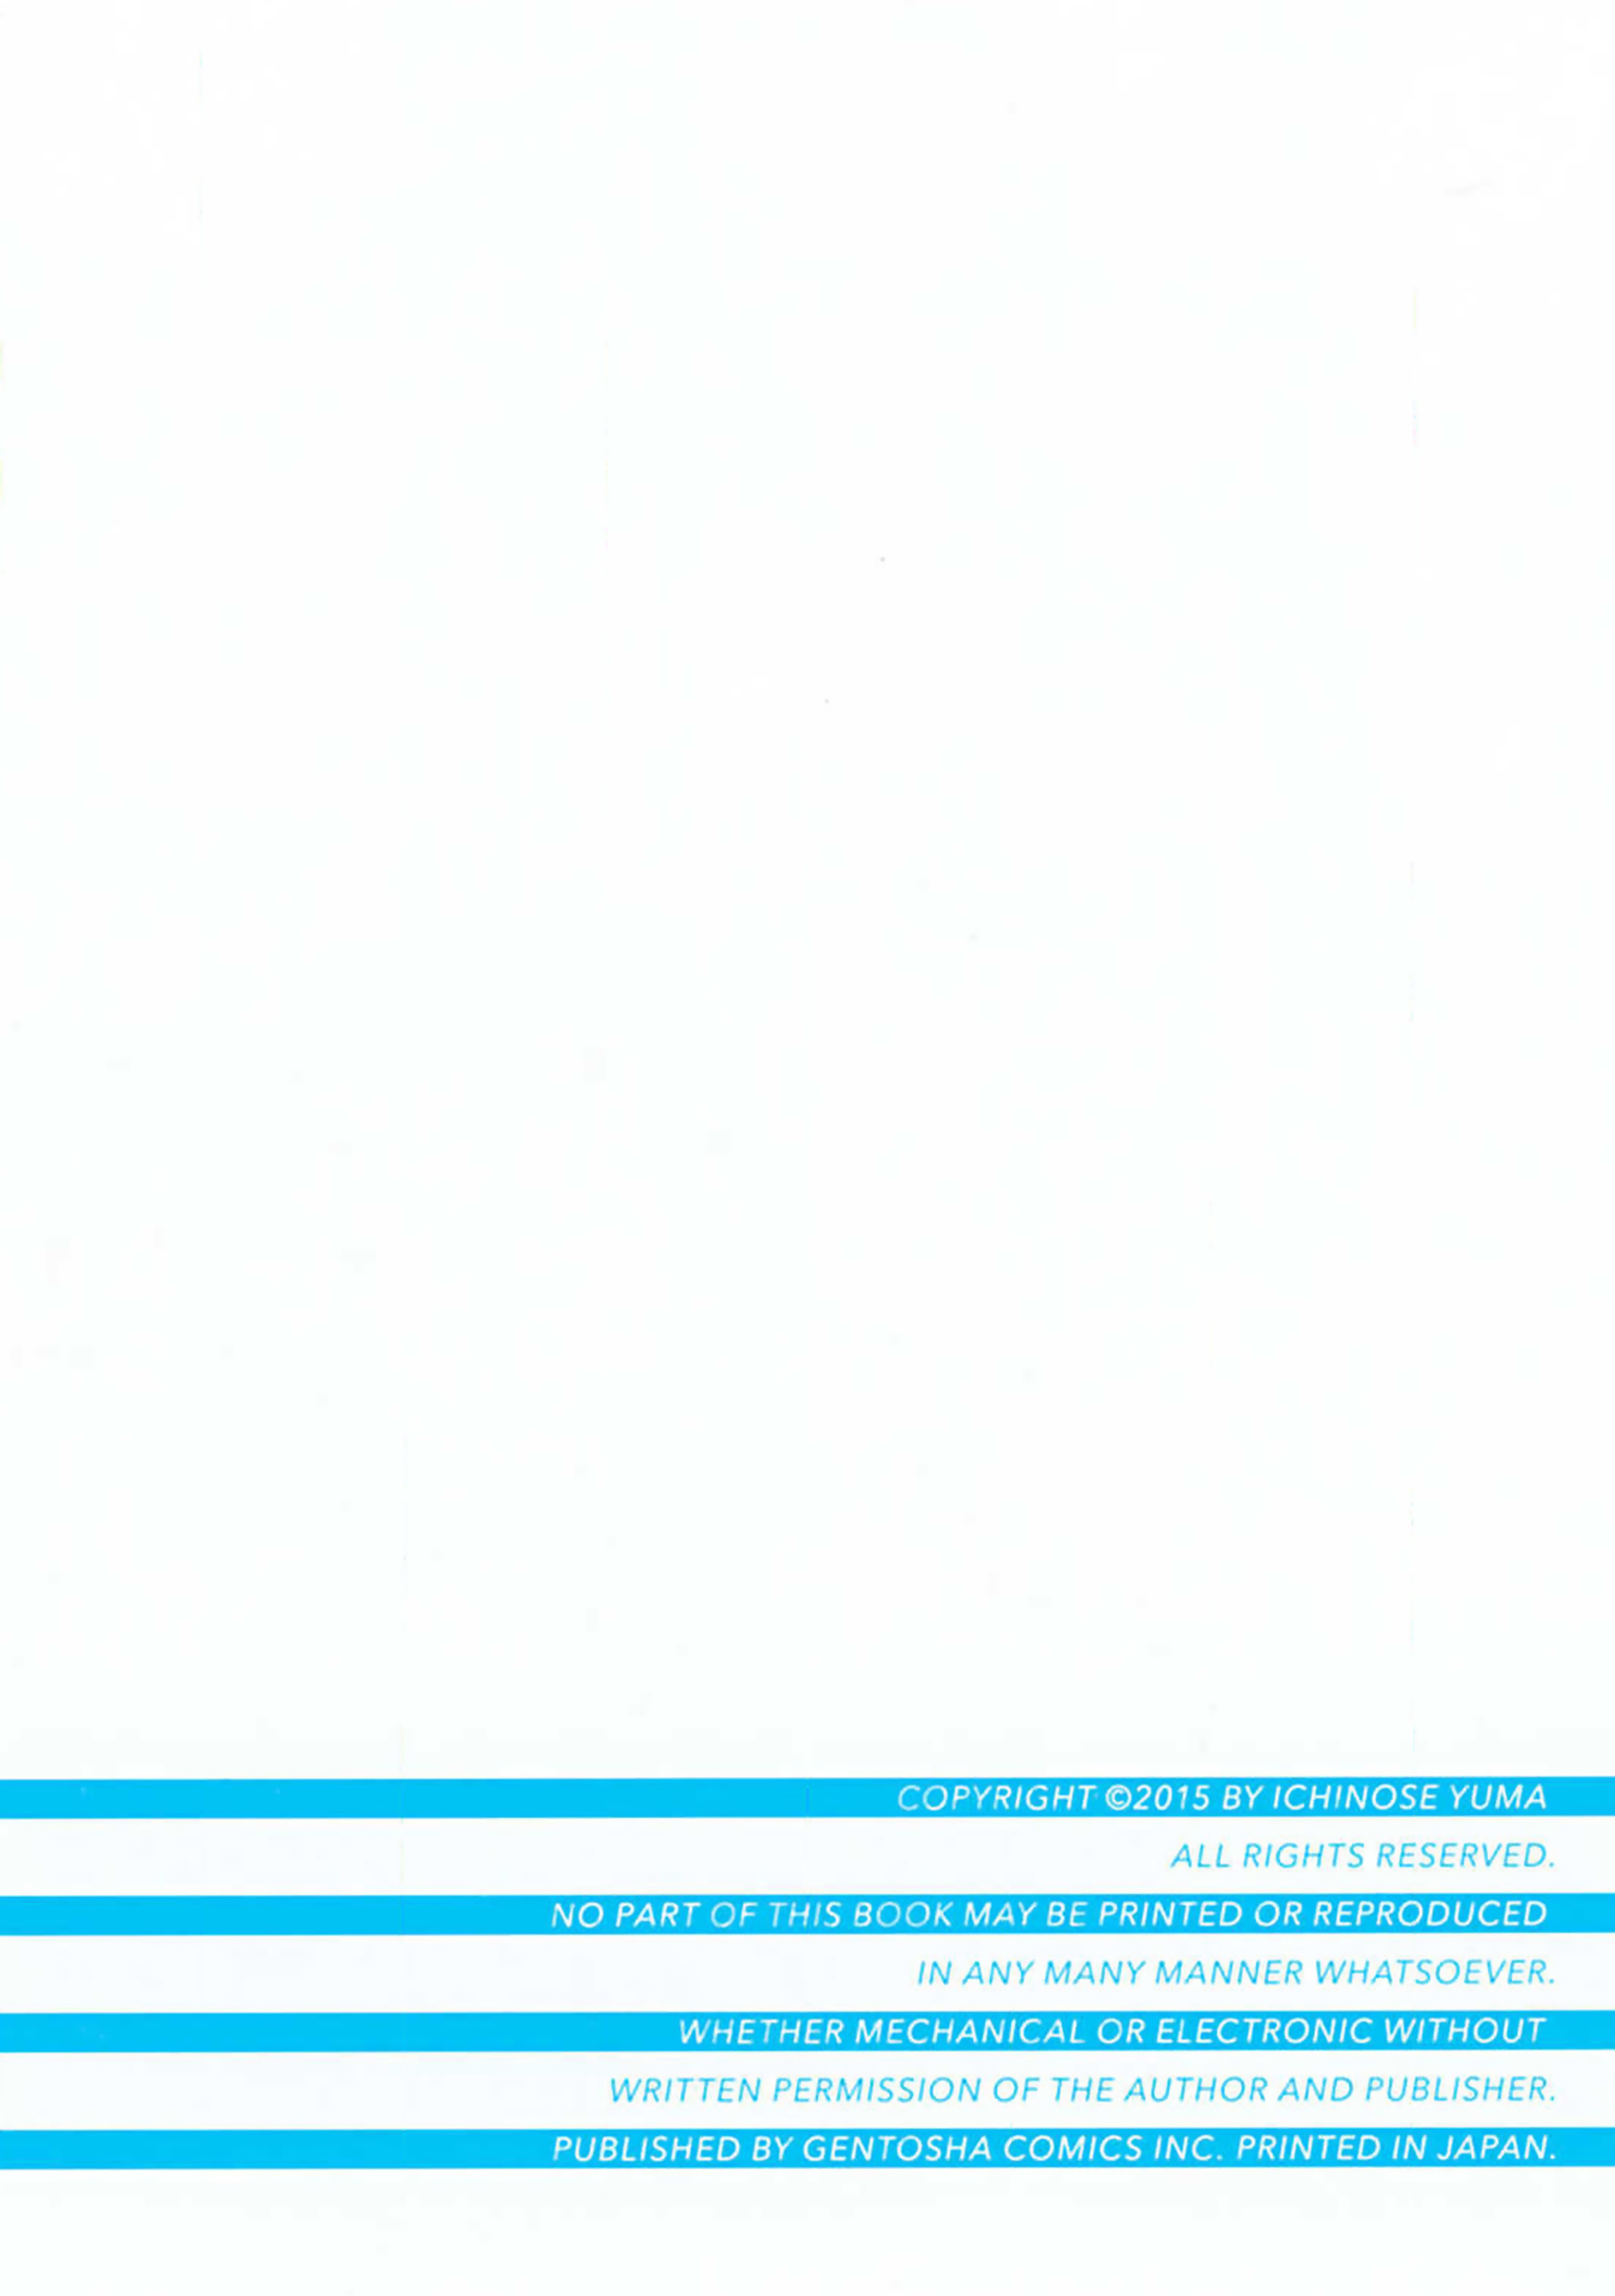 COPYRIGHT ©2015 BY ICHINOSE YUMA
ALL RIGHTS RESERVED.
NO PART OF THIS BOOK MAY BE PRINTED OR REPRODUCED
IN ANY MANY MANNER WHATSOEVER.
WHETHER MECHANICAL OR ELECTRONIC WITHOUT
WRITTEN PERMISSION OF THE AUTHOR AND PUBLISHER.
PUBLISHED BY GENTOSHA COMICS INC. PRINTED IN JAPAN.